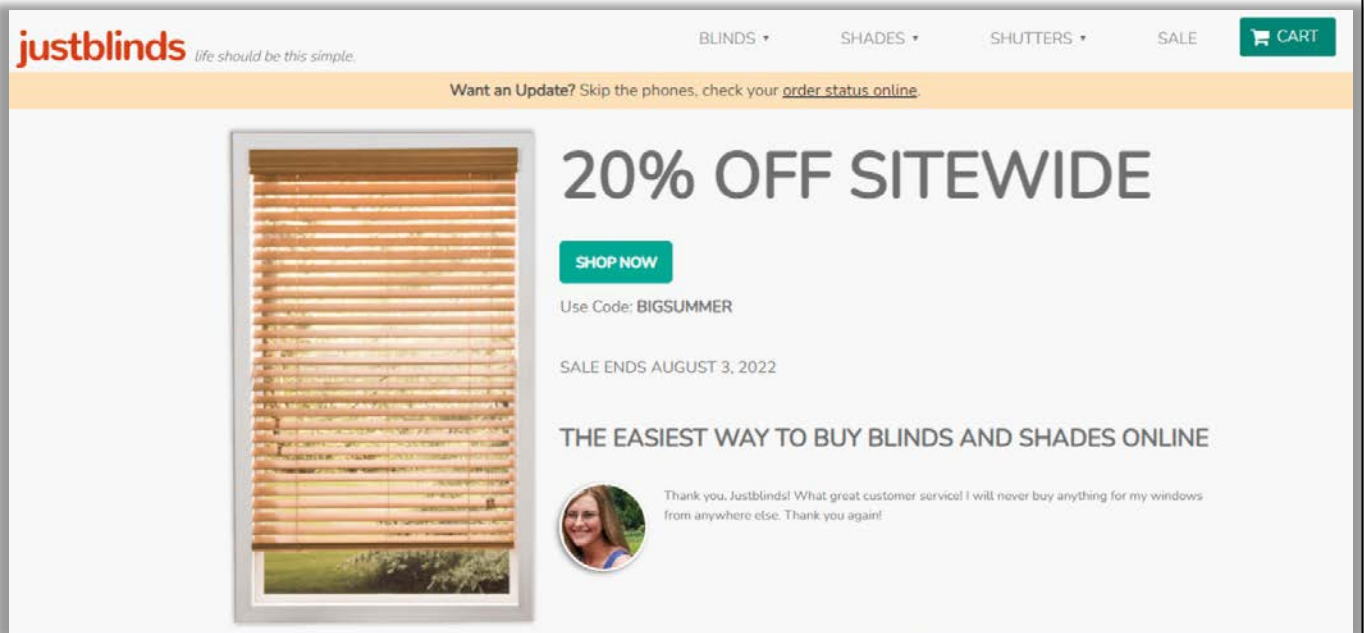 justblinds life should be this simple.
BLINDS ▾ SHADES ▾ SHUTTERS ▾ SALE CART
Want an Update? Skip the phones, check your order status online.
20% OFF SITEWIDE
SHOP NOW
Use Code: BIGSUMMER
SALE ENDS AUGUST 3, 2022
THE EASIEST WAY TO BUY BLINDS AND SHADES ONLINE
Thank you, Justblinds! What great customer service! I will never buy anything for my windows
from anywhere else. Thank you again!